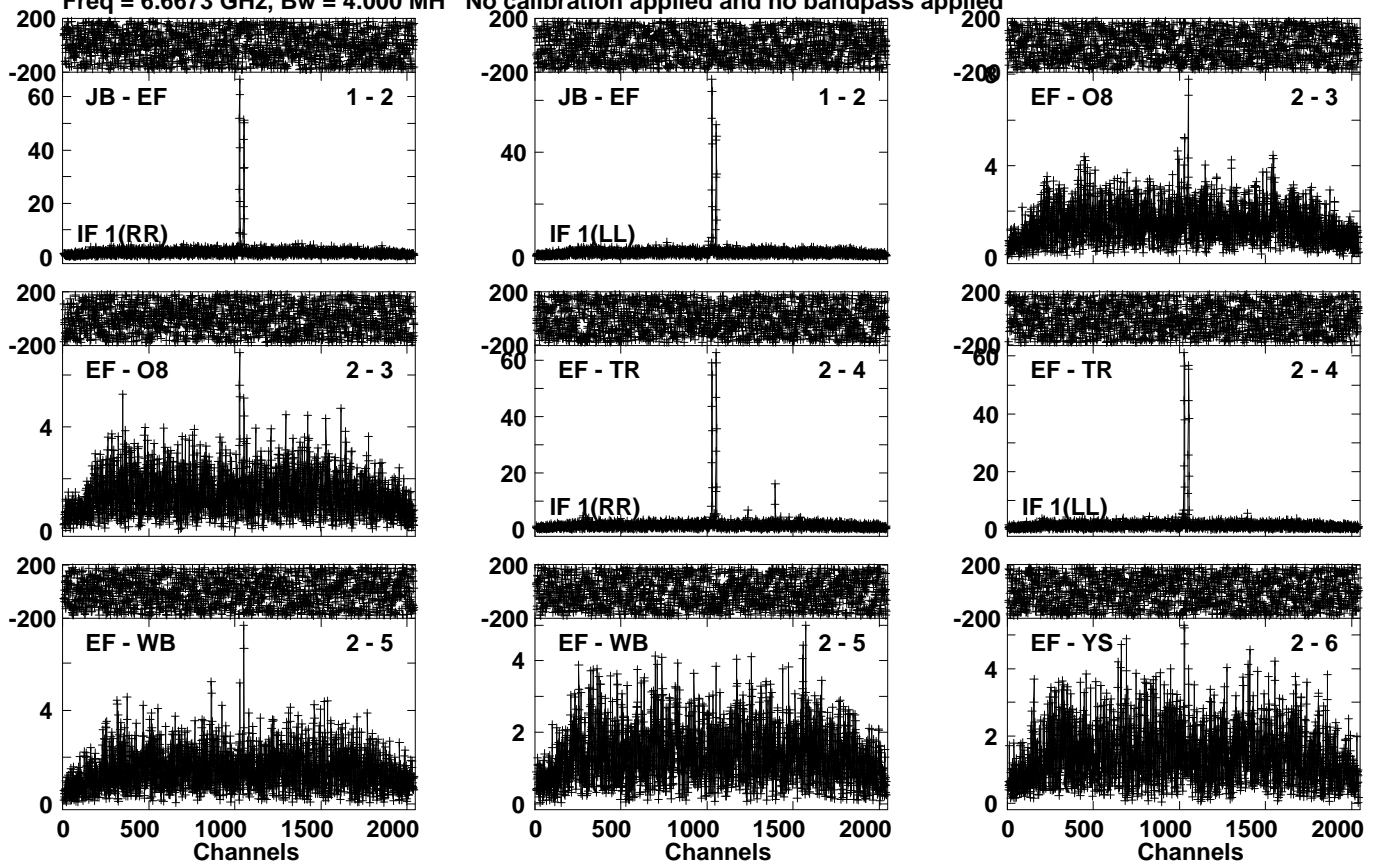 Freq = 6.6673 GHz, Bw = 4.000 MH No calibration applied and no bandpass applied
200
-200
60
40
20
0
JB - EF 1 - 2
IF 1(RR)
200
-200
40
0
JB - EF 1 - 2
IF 1(LL)
200
-200
8
4
0
EF - O8 2 - 3
200
-200
4
0
EF - O8 2 - 3
200
-200
60
40
20
0
EF - TR 2 - 4
IF 1(RR)
200
-200
60
40
20
0
EF - TR 2 - 4
IF 1(LL)
200
-200
4
0
EF - WB 2 - 5
0 500 1000 1500 2000
Channels
200
-200
4
2
0
EF - WB 2 - 5
0 500 1000 1500 2000
Channels
200
-200
4
2
0
EF - YS 2 - 6
0 500 1000 1500 2000
Channels